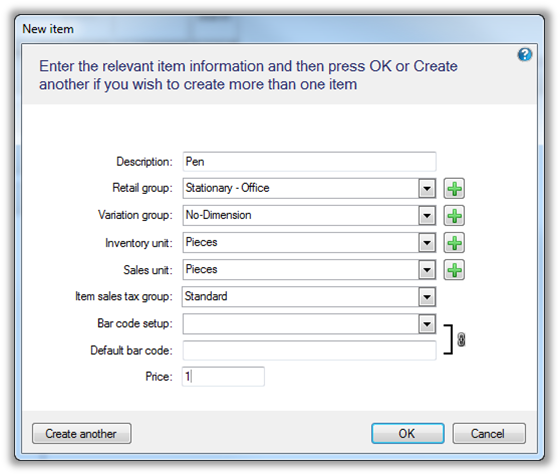 New item
Enter the relevant item information and then press OK or Create
another if you wish to create more than one item
Description: Pen
Retail group: Stationary - Office
Variation group: No-Dimension
Inventory unit: Pieces
Sales unit: Pieces
Item sales tax group: Standard
Bar code setup:
Default bar code:
Price: 1
Create another OK Cancel